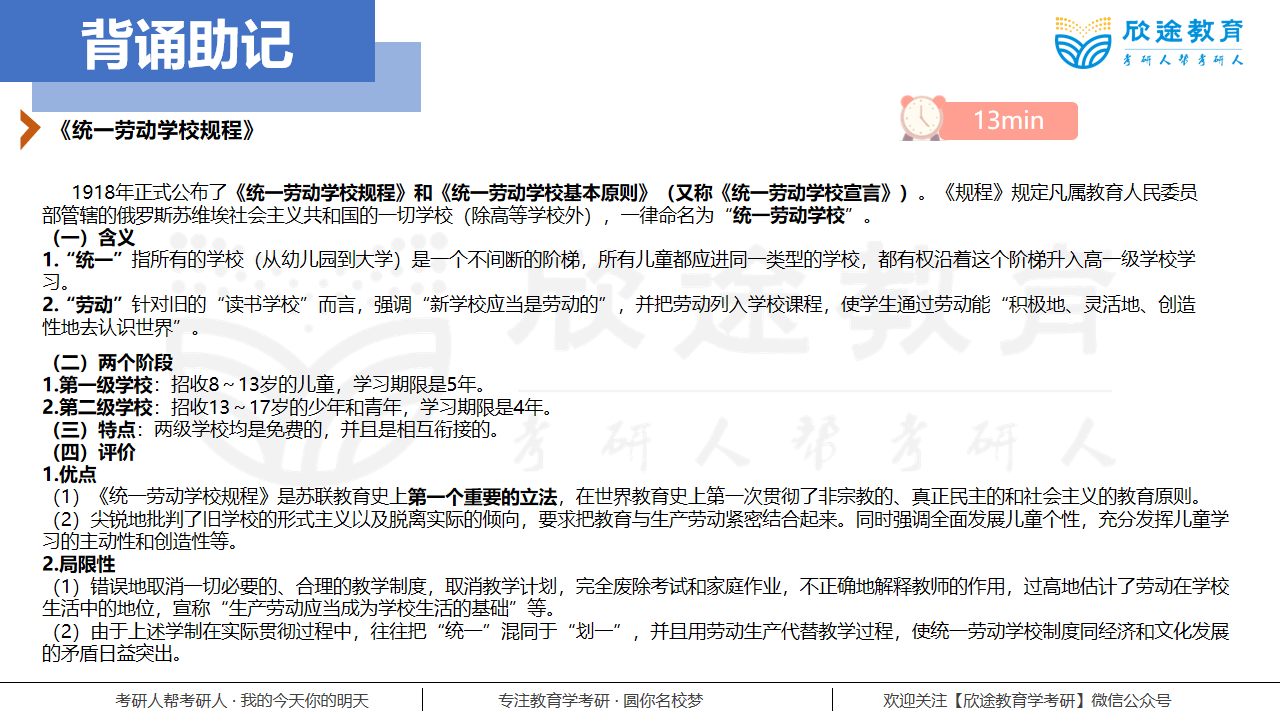 背诵助记
欣途教育
考研人帮考研人
《统一劳动学校规程》
13min
1918年正式公布了《统一劳动学校规程》和《统一劳动学校基本原则》（又称《统一劳动学校宣言》）。《规程》规定凡属教育人民委员
部管辖的俄罗斯苏维埃社会主义共和国的一切学校（除高等学校外），一律命名为“统一劳动学校”。
（一）含义
1.“统一”指所有的学校（从幼儿园到大学）是一个不间断的阶梯，所有儿童都应进同一类型的学校，都有权沿着这个阶梯升入高一级学校学
习。
2.“劳动”针对旧的“读书学校”而言，强调“新学校应当是劳动的”，并把劳动列入学校课程，使学生通过劳动能“积极地、灵活地、创造
性地去认识世界”。
（二）两个阶段
1.第一级学校：招收8～13岁的儿童，学习期限是5年。
2.第二级学校：招收13～17岁的少年和青年，学习期限是4年。
（三）特点：两级学校均是免费的，并且是相互衔接的。
（四）评价
1.优点
（1）《统一劳动学校规程》是苏联教育史上第一个重要的立法，在世界教育史上第一次贯彻了非宗教的、真正民主的和社会主义的教育原则。
（2）尖锐地批判了旧学校的形式主义以及脱离实际的倾向，要求把教育与生产劳动紧密结合起来。同时强调全面发展儿童个性，充分发挥儿童学
习的主动性和创造性等。
2.局限性
（1）错误地取消一切必要的、合理的教学制度，取消教学计划，完全废除考试和家庭作业，不正确地解释教师的作用，过高地估计了劳动在学校
生活中的地位，宣称“生产劳动应当成为学校生活的基础”等。
（2）由于上述学制在实际贯彻过程中，往往把“统一”混同于“划一”，并且用劳动生产代替教学过程，使统一劳动学校制度同经济和文化发展
的矛盾日益突出。
欣途教育
考研人帮考研人
考研人帮考研人 · 我的今天你的明天
专注教育学考研 · 圆你名校梦
欢迎关注【欣途教育学考研】微信公众号